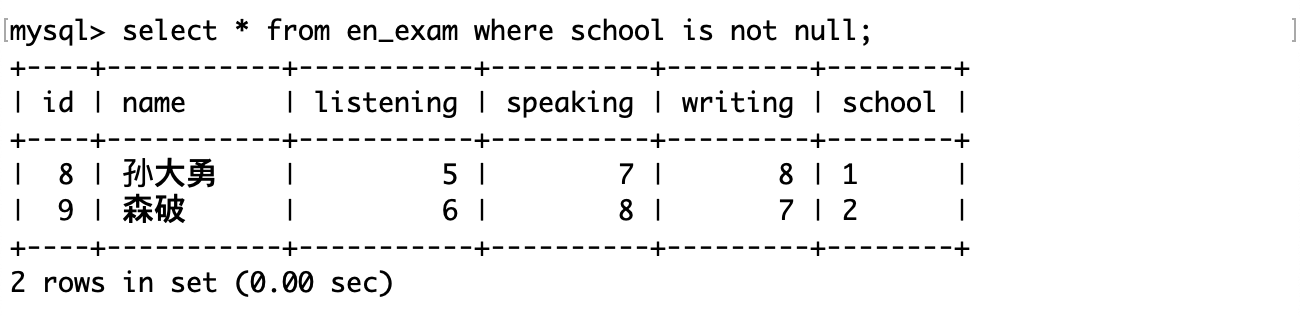 mysql> select * from en_exam where school is not null;
+----+-----------+-----------+----------+---------+--------+
| id | name      | listening | speaking | writing | school |
+----+-----------+-----------+----------+---------+--------+
|  8 | 孙大勇    |         5 |        7 |       8 | 1      |
|  9 | 森破      |         6 |        8 |       7 | 2      |
+----+-----------+-----------+----------+---------+--------+
2 rows in set (0.00 sec)